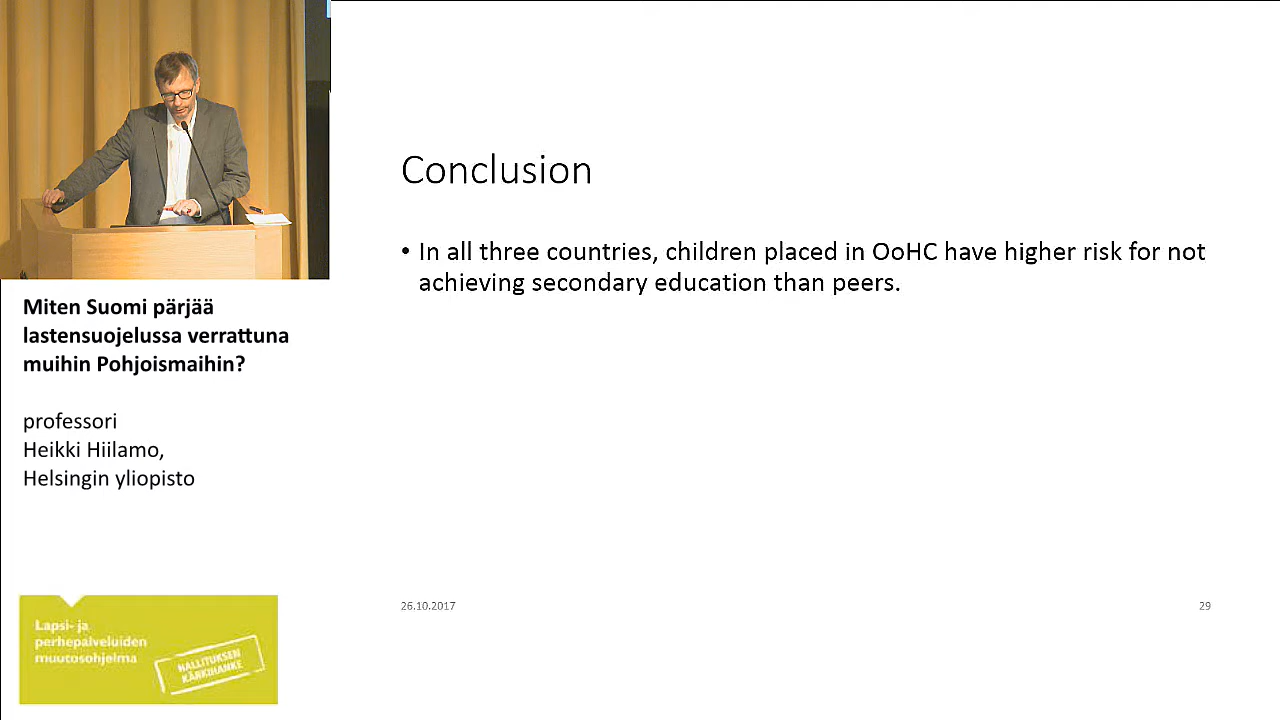 Conclusion
• In all three countries, children placed in OoHC have higher risk for not
achieving secondary education than peers.
26.10.2017
29
Miten Suomi pärjää
lastensuojelussa verrattuna
muihin Pohjoismaihin?
professori
Heikki Hiilamo,
Helsingin yliopisto
Lapsi- ja
perhepalveluiden
muutosohjelma
HALLITUKSEN
KÄRKIHANKE